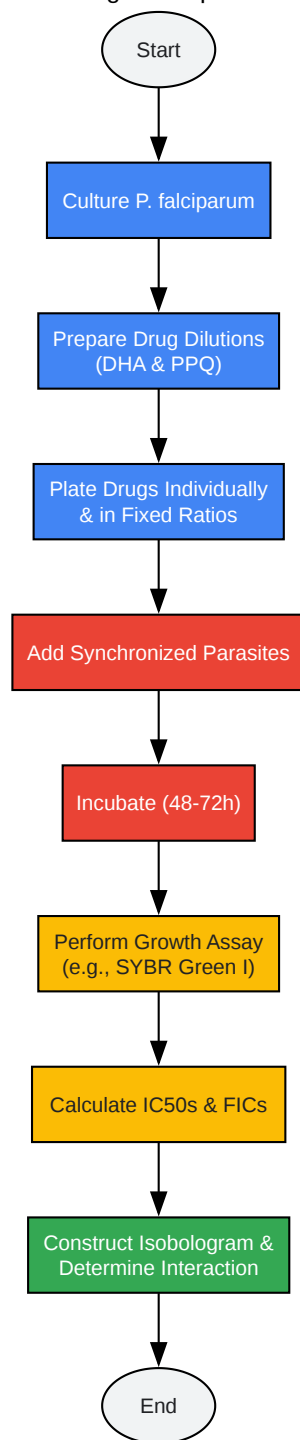 Start
Culture P. falciparum
Prepare Drug Dilutions
(DHA & PPQ)
Plate Drugs Individually
& in Fixed Ratios
Add Synchronized Parasites
Incubate (48-72h)
Perform Growth Assay
(e.g., SYBR Green I)
Calculate IC50s & FICs
Construct Isobologram &
Determine Interaction
End